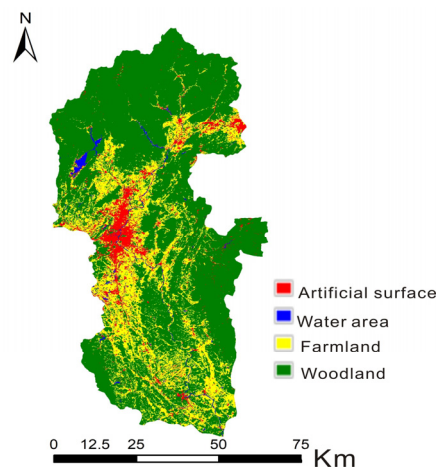 N
Artificial surface
Water area
Farmland
Woodland
0 12.5 25 50 75
Km